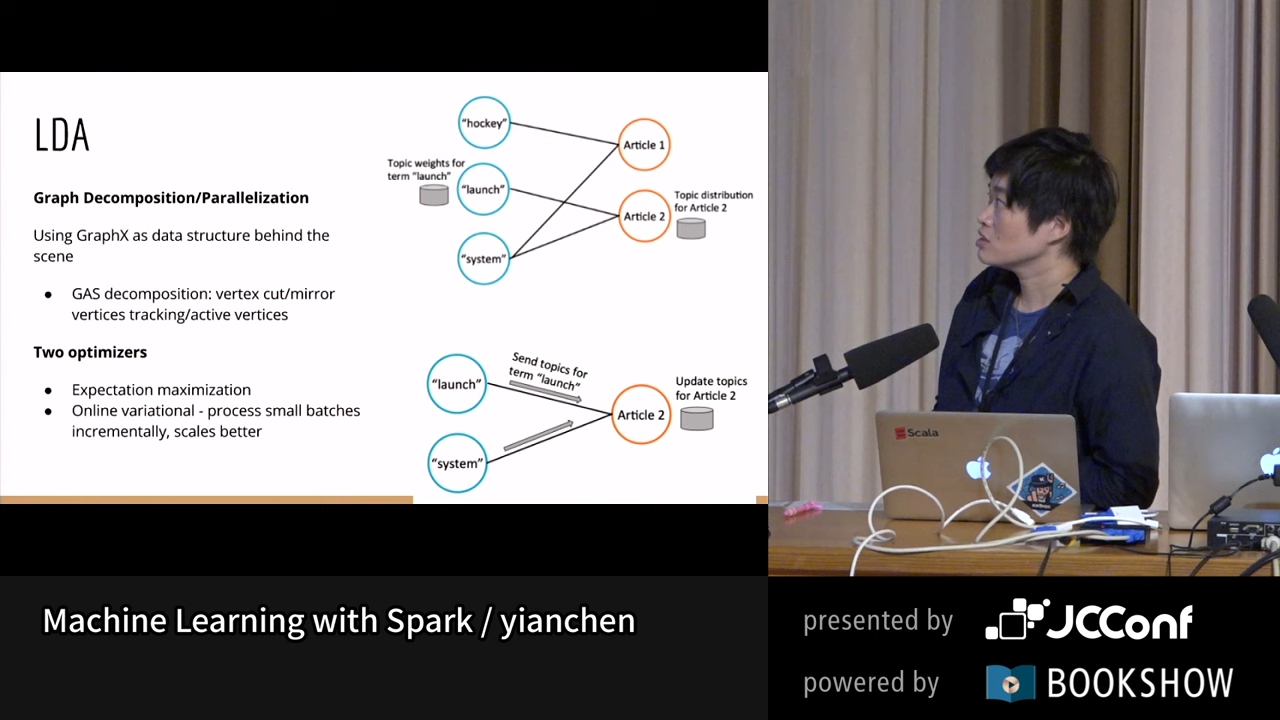 LDA
Graph Decomposition/Parallelization
Using GraphX as data structure behind the
scene
● GAS decomposition: vertex cut/mirror
vertices tracking/active vertices
Two optimizers
● Expectation maximization
● Online variational - process small batches
incrementally, scales better
"hockey"
Article 1
Topic weights for
term "launch"
"launch"
Article 2
Topic distribution
for Article 2
"system"
"launch"
Send topics for
term "launch"
Article 2
Update topics
for Article 2
"system"
Scala
Machine Learning with Spark / yianchen
presented by JCConf
powered by BOOKSHOW